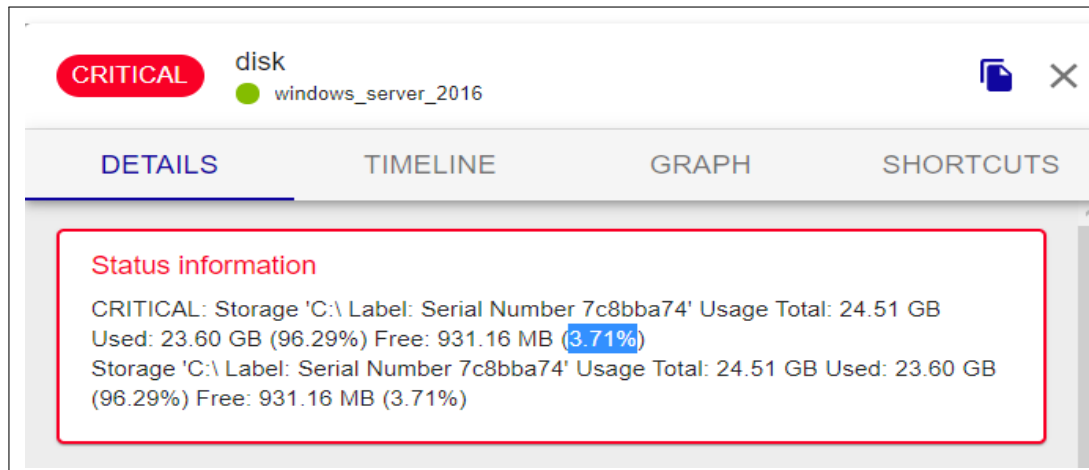 CRITICAL
disk
windows_server_2016
DETAILS
TIMELINE
GRAPH
SHORTCUTS
Status information
CRITICAL: Storage 'C:\ Label: Serial Number 7c8bba74' Usage Total: 24.51 GB
Used: 23.60 GB (96.29%) Free: 931.16 MB (3.71%)
Storage 'C:\ Label: Serial Number 7c8bba74' Usage Total: 24.51 GB Used: 23.60 GB
(96.29%) Free: 931.16 MB (3.71%)